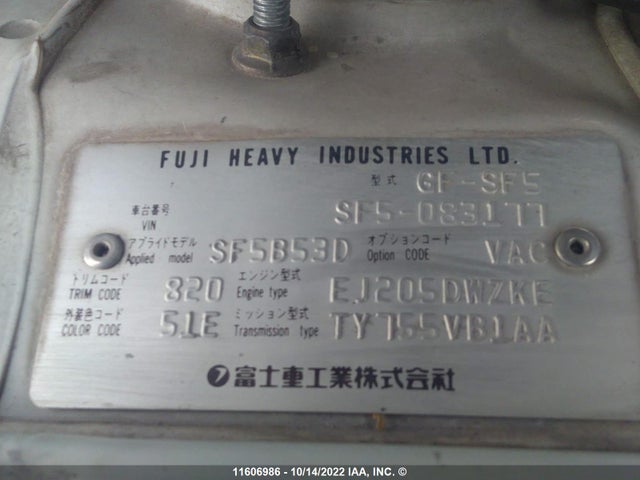 FUJI HEAVY INDUSTRIES LTD.
型式 GF-SF5
車台番号 VIN SF5-083177
アプライドモデル Applied model SF5B53D オプションコード Option CODE VAC
トリムコード TRIM CODE 820 エンジン型式 Engine type EJ205DWZKE
外装色コード COLOR CODE 51E ミッション型式 Transmission type TY755VB1AA
富士重工業株式会社
11606986 - 10/14/2022 IAA, INC. ©